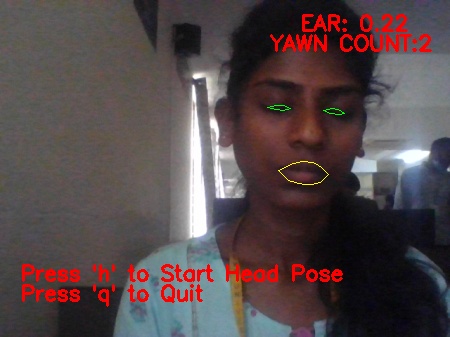 EAR: 0.22
YAWN COUNT:2
Press 'h' to Start Head Pose
Press 'q' to Quit